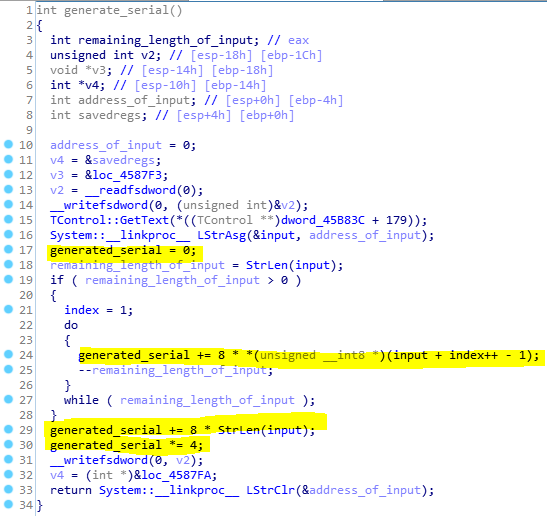 1 int generate_serial()
2 {
3 int remaining_length_of_input; // eax
4 unsigned int v2; // [esp-18h] [ebp-1Ch]
5 void *v3; // [esp-14h] [ebp-18h]
6 int *v4; // [esp-10h] [ebp-14h]
7 int address_of_input; // [esp+0h] [ebp-4h]
8 int savedregs; // [esp+4h] [ebp+0h]
9
10 address_of_input = 0;
11 v4 = &savedregs;
12 v3 = &loc_4587F3;
13 v2 = __readfsdword(0);
14 __writefsdword(0, (unsigned int)&v2);
15 TControl::GetText(*((TControl **)dword_45B83C + 179));
16 System::__linkproc__ LStrAsg(&input, address_of_input);
17 generated_serial = 0;
18 remaining_length_of_input = StrLen(input);
19 if ( remaining_length_of_input > 0 )
20 {
21 index = 1;
22 do
23 {
24 generated_serial += 8 * *(unsigned __int8 *)(input + index++ - 1);
25 --remaining_length_of_input;
26 }
27 while ( remaining_length_of_input );
28 }
29 generated_serial += 8 * StrLen(input);
30 generated_serial *= 4;
31 __writefsdword(0, v2);
32 v4 = (int *)&loc_4587FA;
33 return System::__linkproc__ LStrClr(&address_of_input);
34 }